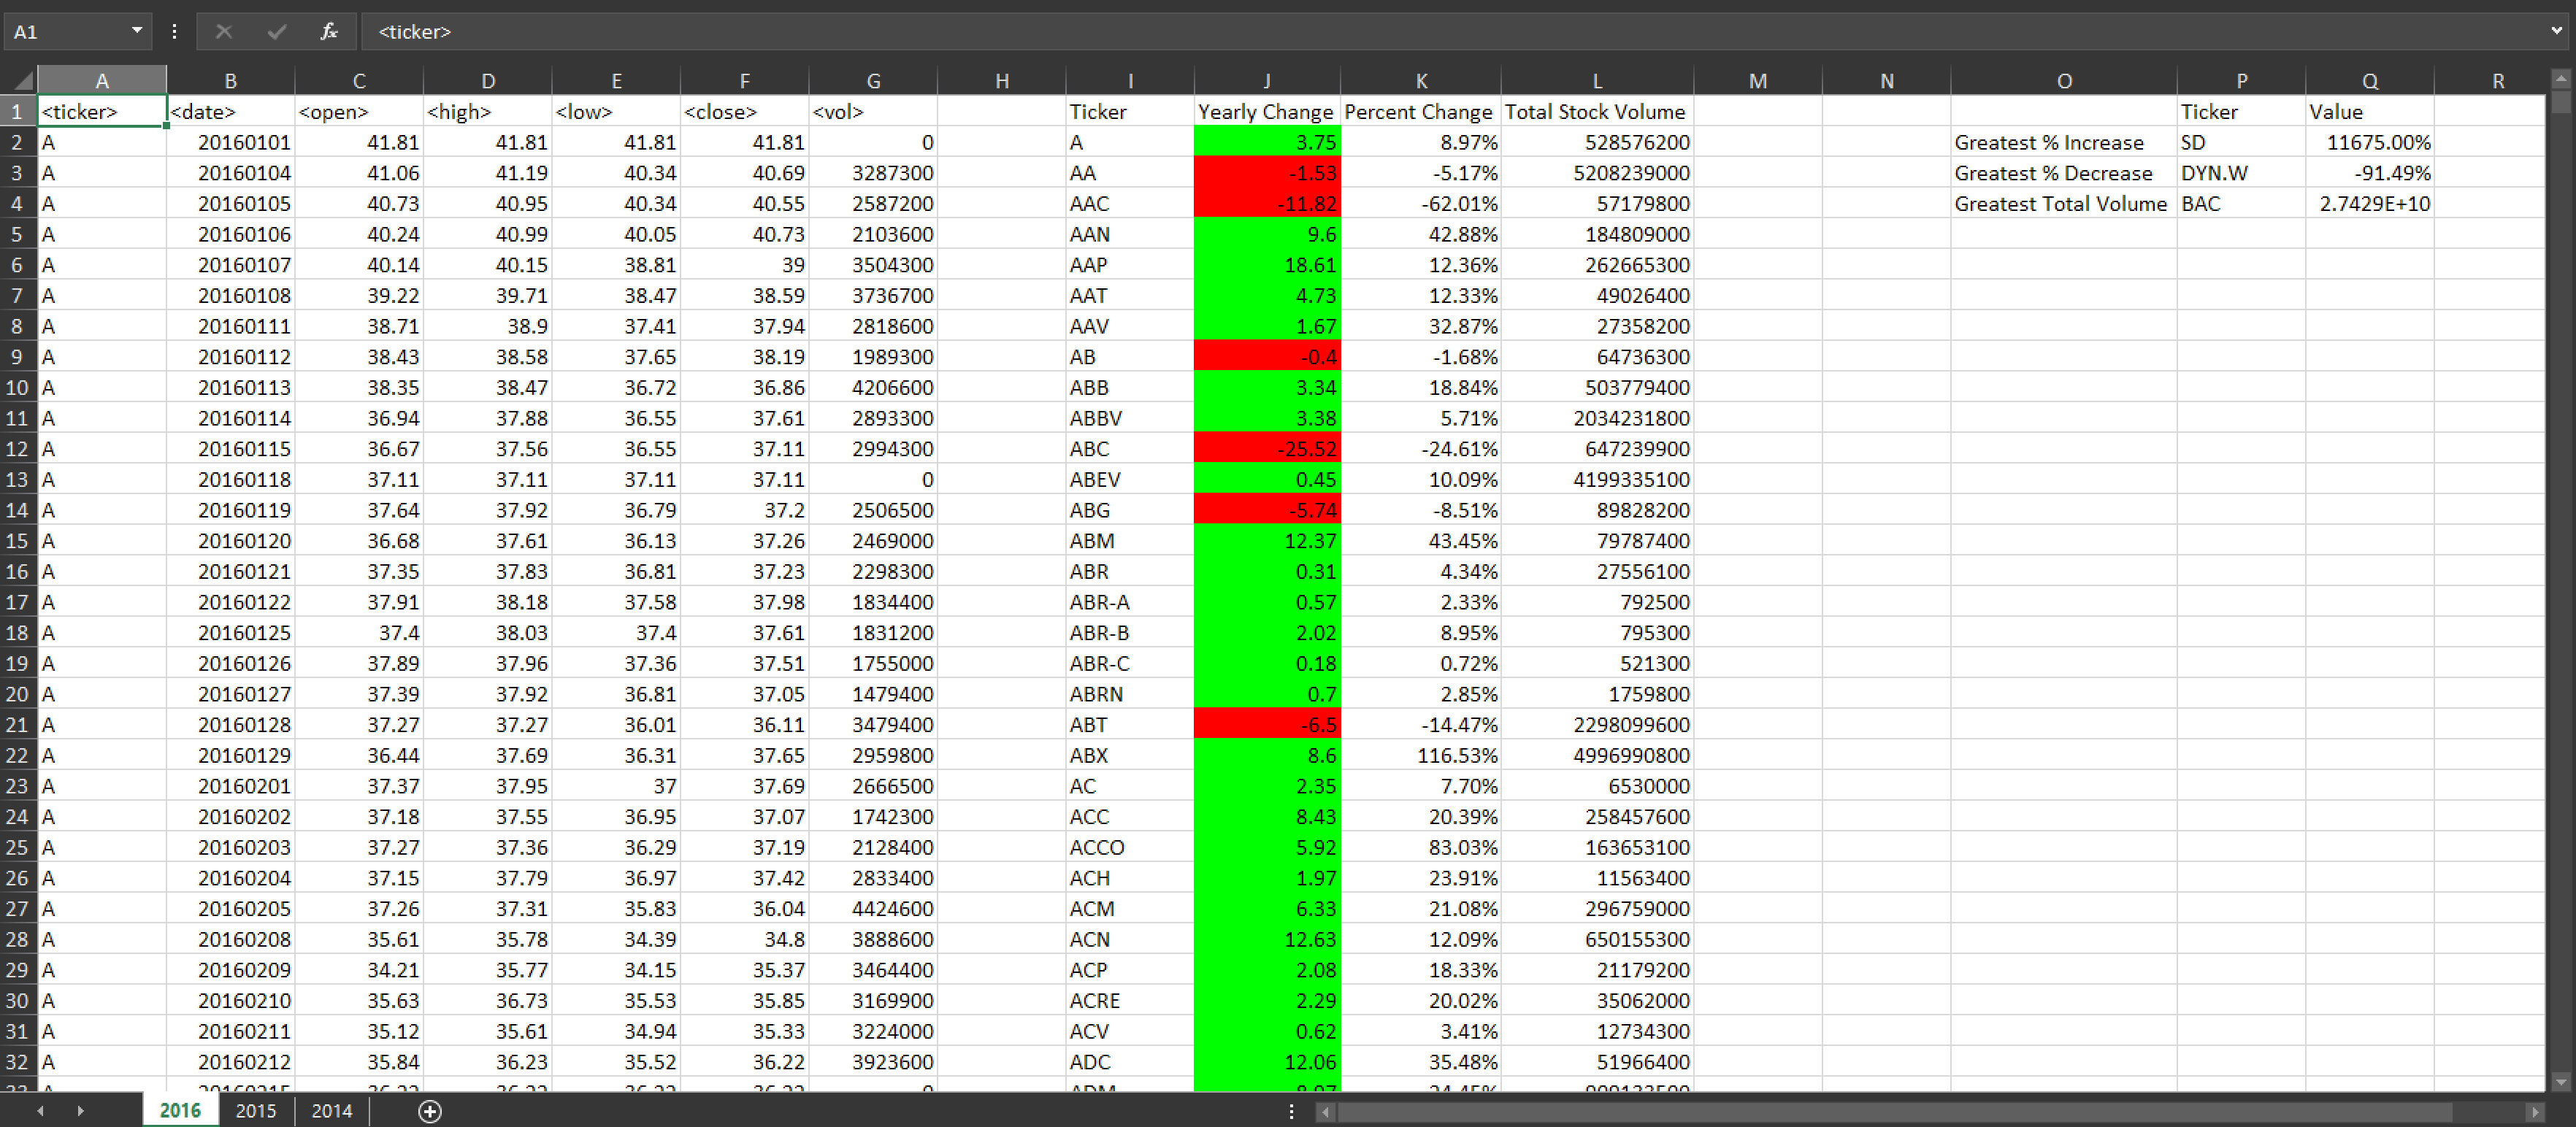 A1 fx <ticker>
A B C D E F G H I J K L M N O P Q R
1 <ticker> <date> <open> <high> <low> <close> <vol> Ticker Yearly Change Percent Change Total Stock Volume Ticker Value
2 A 20160101 41.81 41.81 41.81 41.81 0 A 3.75 8.97% 528576200 Greatest % Increase SD 11675.00%
3 A 20160104 41.06 41.19 40.34 40.69 3287300 AA -1.53 -5.17% 5208239000 Greatest % Decrease DYN.W -91.49%
4 A 20160105 40.73 40.95 40.34 40.55 2587200 AAC -11.82 -62.01% 57179800 Greatest Total Volume BAC 2.7429E+10
5 A 20160106 40.24 40.99 40.05 40.73 2103600 AAN 9.6 42.88% 184809000
6 A 20160107 40.14 40.15 38.81 39 3504300 AAP 18.61 12.36% 262665300
7 A 20160108 39.22 39.71 38.47 38.59 3736700 AAT 4.73 12.33% 49026400
8 A 20160111 38.71 38.9 37.41 37.94 2818600 AAV 1.67 32.87% 27358200
9 A 20160112 38.43 38.58 37.65 38.19 1989300 AB -0.4 -1.68% 64736300
10 A 20160113 38.35 38.47 36.72 36.86 4206600 ABB 3.34 18.84% 503779400
11 A 20160114 36.94 37.88 36.55 37.61 2893300 ABBV 3.38 5.71% 2034231800
12 A 20160115 36.67 37.56 36.55 37.11 2994300 ABC -25.52 -24.61% 647239900
13 A 20160118 37.11 37.11 37.11 37.11 0 ABEV 0.45 10.09% 4199335100
14 A 20160119 37.64 37.92 36.79 37.2 2506500 ABG -5.74 -8.51% 89828200
15 A 20160120 36.68 37.61 36.13 37.26 2469000 ABM 12.37 43.45% 79787400
16 A 20160121 37.35 37.83 36.81 37.23 2298300 ABR 0.31 4.34% 27556100
17 A 20160122 37.91 38.18 37.58 37.98 1834400 ABR-A 0.57 2.33% 792500
18 A 20160125 37.4 38.03 37.4 37.61 1831200 ABR-B 2.02 8.95% 795300
19 A 20160126 37.89 37.96 37.36 37.51 1755000 ABR-C 0.18 0.72% 521300
20 A 20160127 37.39 37.92 36.81 37.05 1479400 ABRN 0.7 2.85% 1759800
21 A 20160128 37.27 37.27 36.01 36.11 3479400 ABT -6.5 -14.47% 2298099600
22 A 20160129 36.44 37.69 36.31 37.65 2959800 ABX 8.6 116.53% 4996990800
23 A 20160201 37.37 37.95 37 37.69 2666500 AC 2.35 7.70% 6530000
24 A 20160202 37.18 37.55 36.95 37.07 1742300 ACC 8.43 20.39% 258457600
25 A 20160203 37.27 37.36 36.29 37.19 2128400 ACCO 5.92 83.03% 163653100
26 A 20160204 37.15 37.79 36.97 37.42 2833400 ACH 1.97 23.91% 11563400
27 A 20160205 37.26 37.31 35.83 36.04 4424600 ACM 6.33 21.08% 296759000
28 A 20160208 35.61 35.78 34.39 34.8 3888600 ACN 12.63 12.09% 650155300
29 A 20160209 34.21 35.77 34.15 35.37 3464400 ACP 2.08 18.33% 21179200
30 A 20160210 35.63 36.73 35.53 35.85 3169900 ACRE 2.29 20.02% 35062000
31 A 20160211 35.12 35.61 34.94 35.33 3224000 ACV 0.62 3.41% 12734300
32 A 20160212 35.84 36.23 35.52 36.22 3923600 ADC 12.06 35.48% 51966400
2016 2015 2014